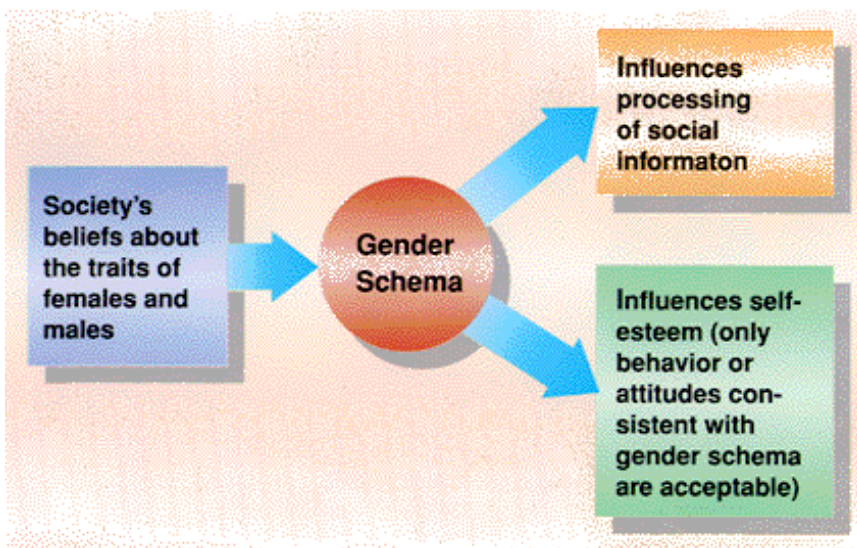 Society's
beliefs about
the traits of
females and
males
Gender
Schema
Influences
processing
of social
informaton
Influences self-
esteem (only
behavior or
attitudes con-
sistent with
gender schema
are acceptable)